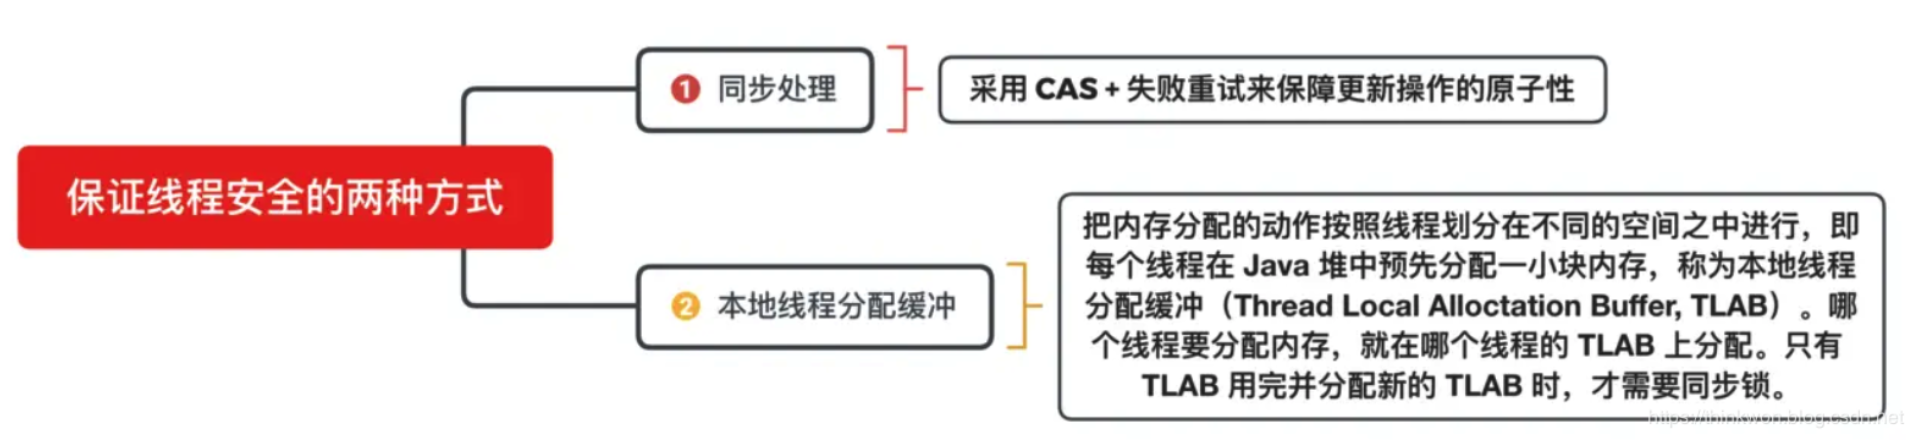 保证线程安全的两种方式
1 同步处理
采用 CAS + 失败重试来保障更新操作的原子性
2 本地线程分配缓冲
把内存分配的动作按照线程划分在不同的空间之中进行，即
每个线程在 Java 堆中预先分配一小块内存，称为本地线程
分配缓冲（Thread Local Alloctation Buffer, TLAB）。哪
个线程要分配内存，就在哪个线程的 TLAB 上分配。只有
TLAB 用完并分配新的 TLAB 时，才需要同步锁。
https://thinkwon.blog.csdn.net